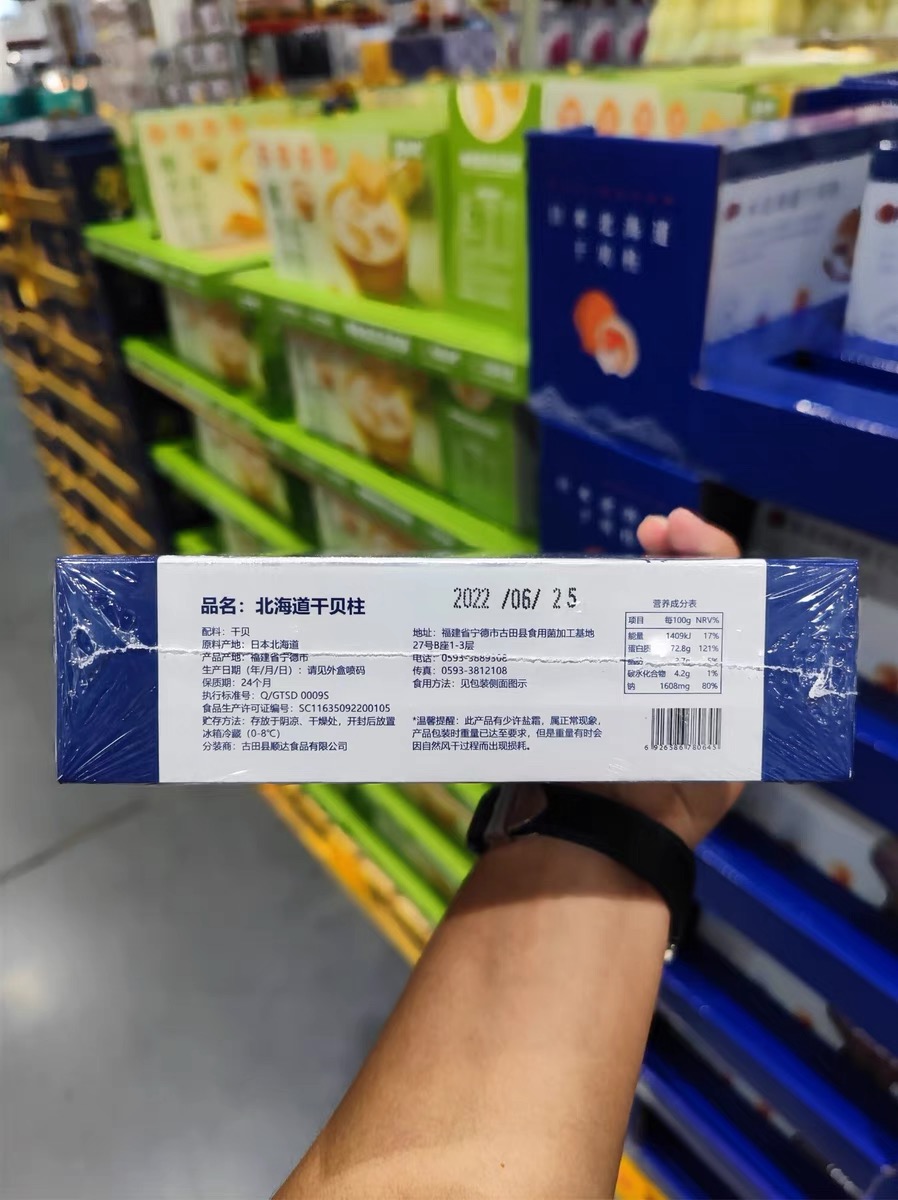 北海道
品名：北海道干贝柱
2022 /06/ 25
配料：干贝
原料产地：日本北海道
产品产地：福建省宁德市
生产日期（年/月/日）：请见外盒喷码
保质期：24个月
执行标准号：Q/GTSD 0009S
食品生产许可证编号：SC11635092200105
贮存方法：存放于阴凉、干燥处，开封后放置
冰箱冷藏（0-8℃）
分装商：古田县顺达食品有限公司
地址：福建省宁德市古田县食用菌加工基地
27号B座1-3层
电话：0593-3889308
传真：0593-3812108
食用方法：见包装侧面图示
*温馨提醒：此产品有少许盐霜，属正常现象，
产品包装时重量已达至要求，但是重量有时会
因自然风干过程而出现损耗。
营养成分表
项目 每100g NRV%
能量 1409kJ 17%
蛋白质 72.8g 121%
5%
碳水化合物 4.2g 1%
钠 1608mg 80%
6926586780645